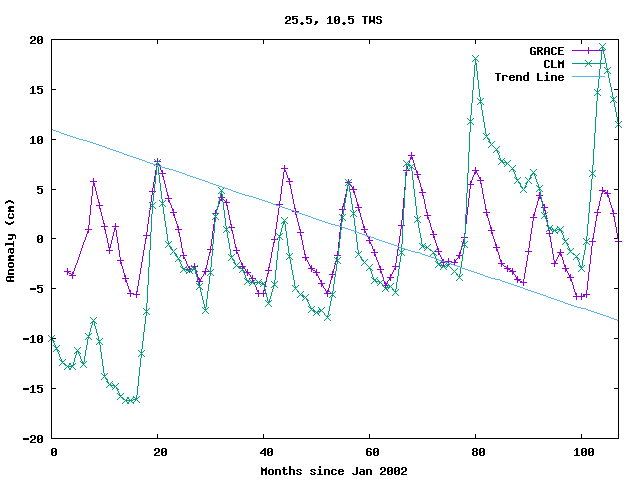 25.5, 10.5 TWS
GRACE
CLM
Trend Line
20
15
10
5
0
-5
-10
-15
-20
Anomaly (cm)
0 20 40 60 80 100
Months since Jan 2002